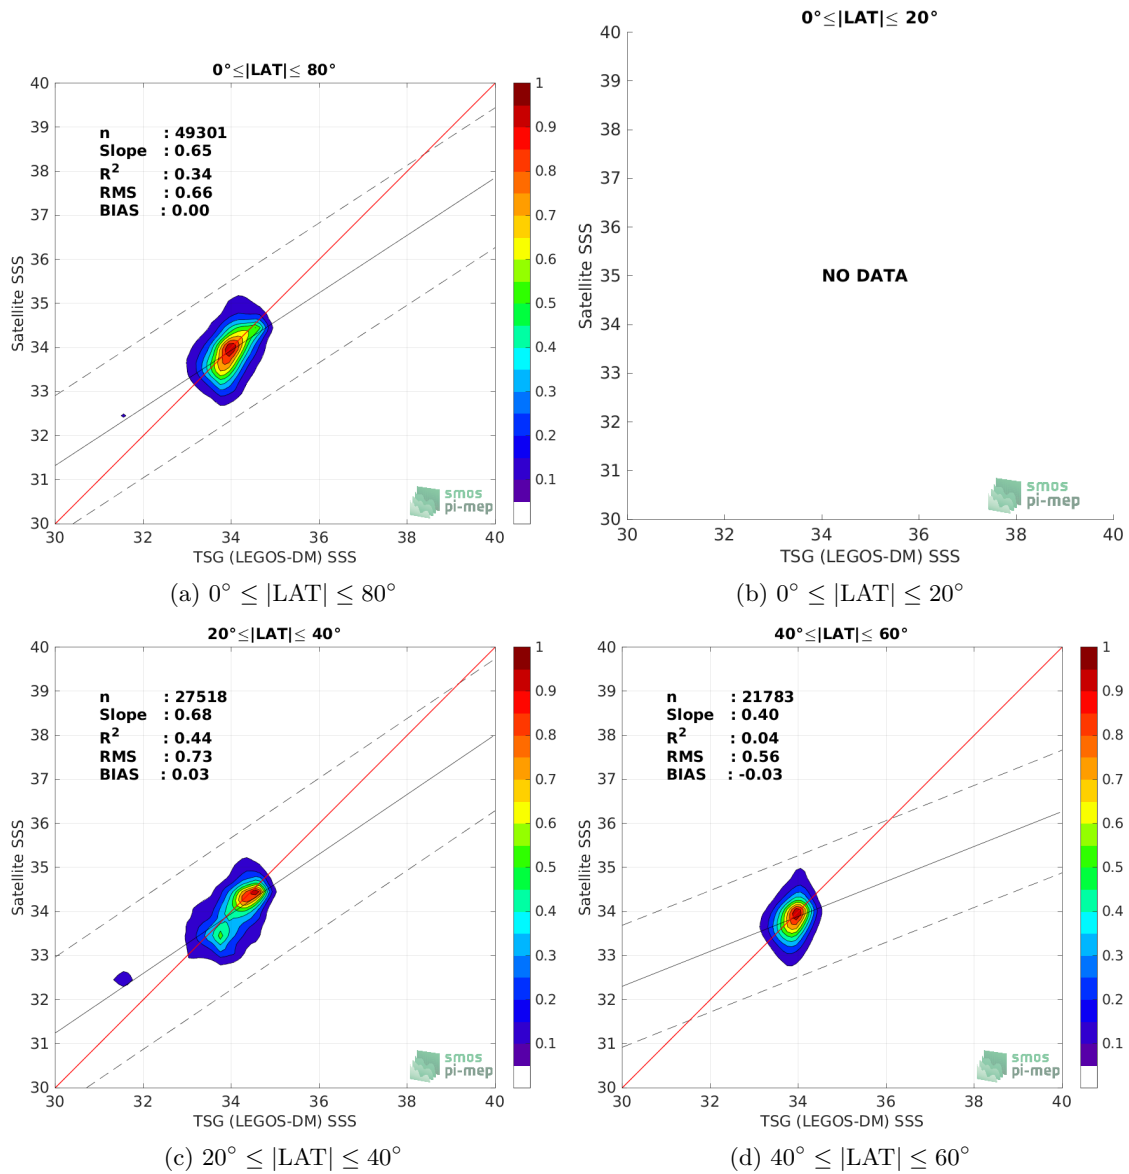 0°≤|LAT|≤ 80°
40
39
38
37
36
35
34
33
32
31
30
Satellite SSS
n : 49301
Slope : 0.65
R² : 0.34
RMS : 0.66
BIAS : 0.00
smos
pi-mep
30 32 34 36 38 40
TSG (LEGOS-DM) SSS
1
0.9
0.8
0.7
0.6
0.5
0.4
0.3
0.2
0.1
(a) 0° ≤ |LAT| ≤ 80°
0°≤|LAT|≤ 20°
40
39
38
37
36
35
34
33
32
31
30
Satellite SSS
NO DATA
smos
pi-mep
30 32 34 36 38 40
TSG (LEGOS-DM) SSS
(b) 0° ≤ |LAT| ≤ 20°
20°≤|LAT|≤ 40°
40
39
38
37
36
35
34
33
32
31
30
Satellite SSS
n : 27518
Slope : 0.68
R² : 0.44
RMS : 0.73
BIAS : 0.03
smos
pi-mep
30 32 34 36 38 40
TSG (LEGOS-DM) SSS
1
0.9
0.8
0.7
0.6
0.5
0.4
0.3
0.2
0.1
(c) 20° ≤ |LAT| ≤ 40°
40°≤|LAT|≤ 60°
40
39
38
37
36
35
34
33
32
31
30
Satellite SSS
n : 21783
Slope : 0.40
R² : 0.04
RMS : 0.56
BIAS : -0.03
smos
pi-mep
30 32 34 36 38 40
TSG (LEGOS-DM) SSS
1
0.9
0.8
0.7
0.6
0.5
0.4
0.3
0.2
0.1
(d) 40° ≤ |LAT| ≤ 60°